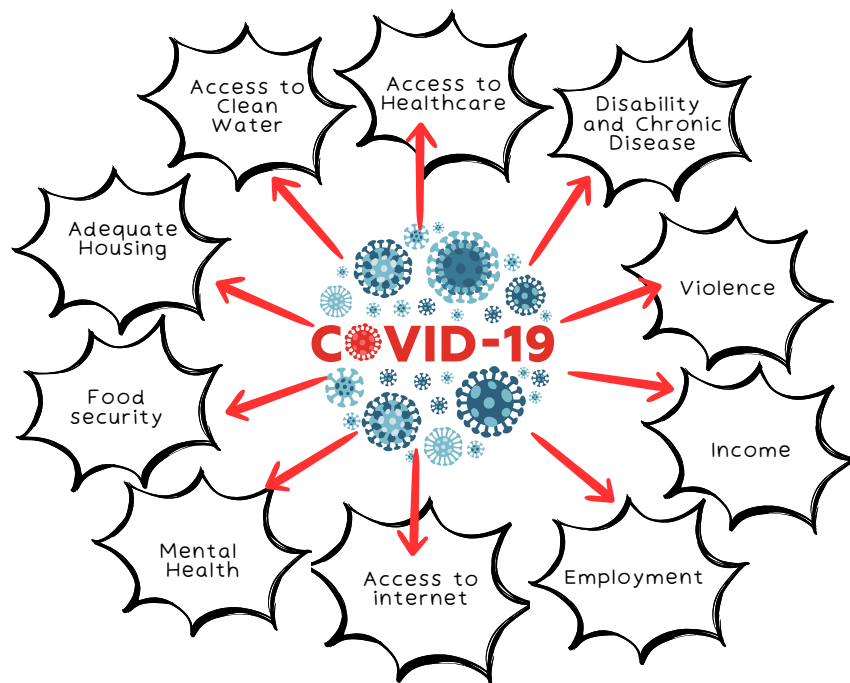 Access to
Clean
Water
Access to
Healthcare
Disability
and Chronic
Disease
Adequate
Housing
Violence
COVID-19
Food
security
Income
Mental
Health
Access to
internet
Employment